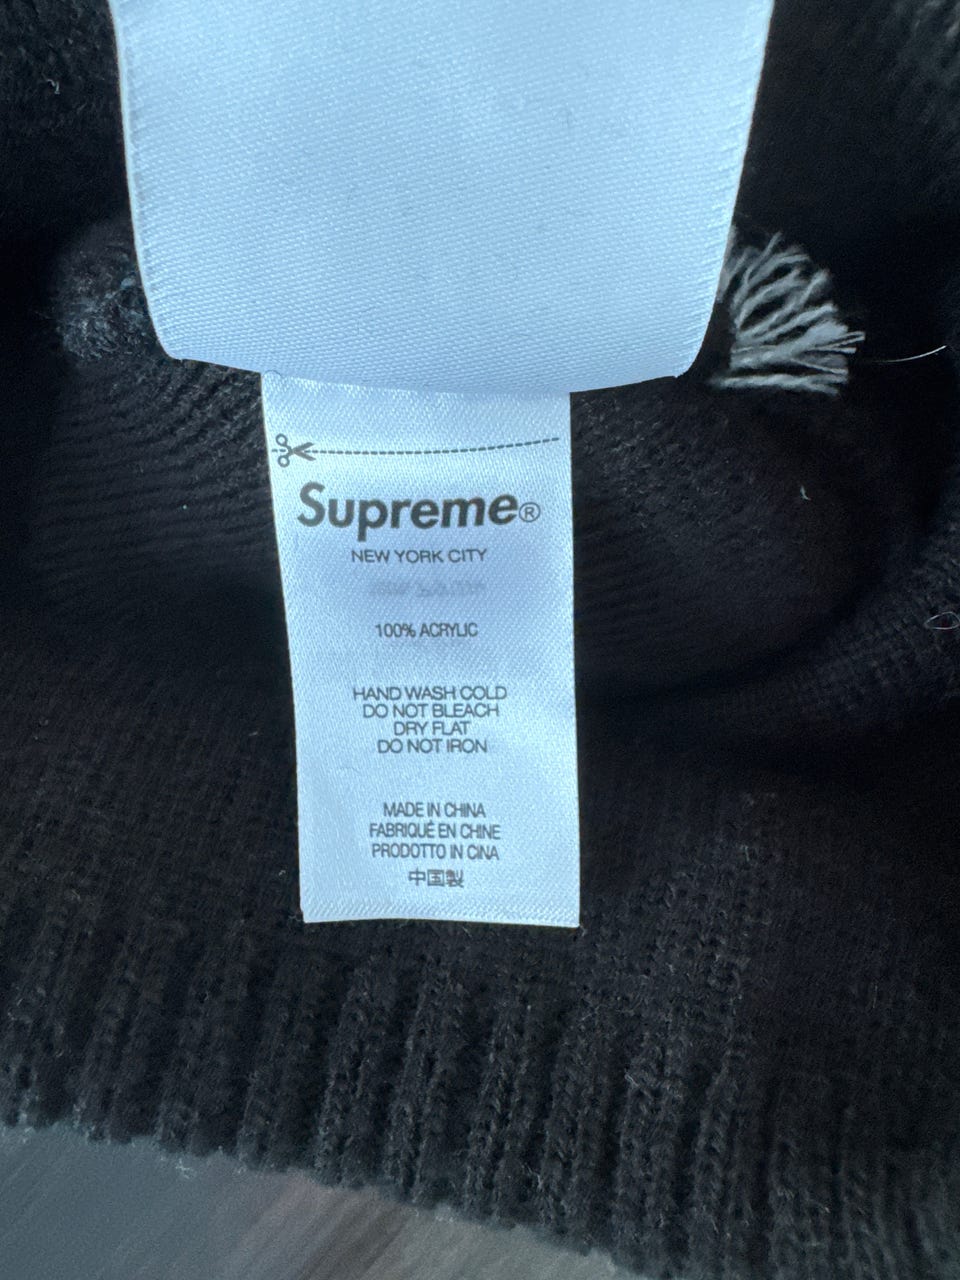 Supreme®
NEW YORK CITY
100% ACRYLIC
HAND WASH COLD
DO NOT BLEACH
DRY FLAT
DO NOT IRON
MADE IN CHINA
FABRIQUÉ EN CHINE
PRODOTTO IN CINA
中国製